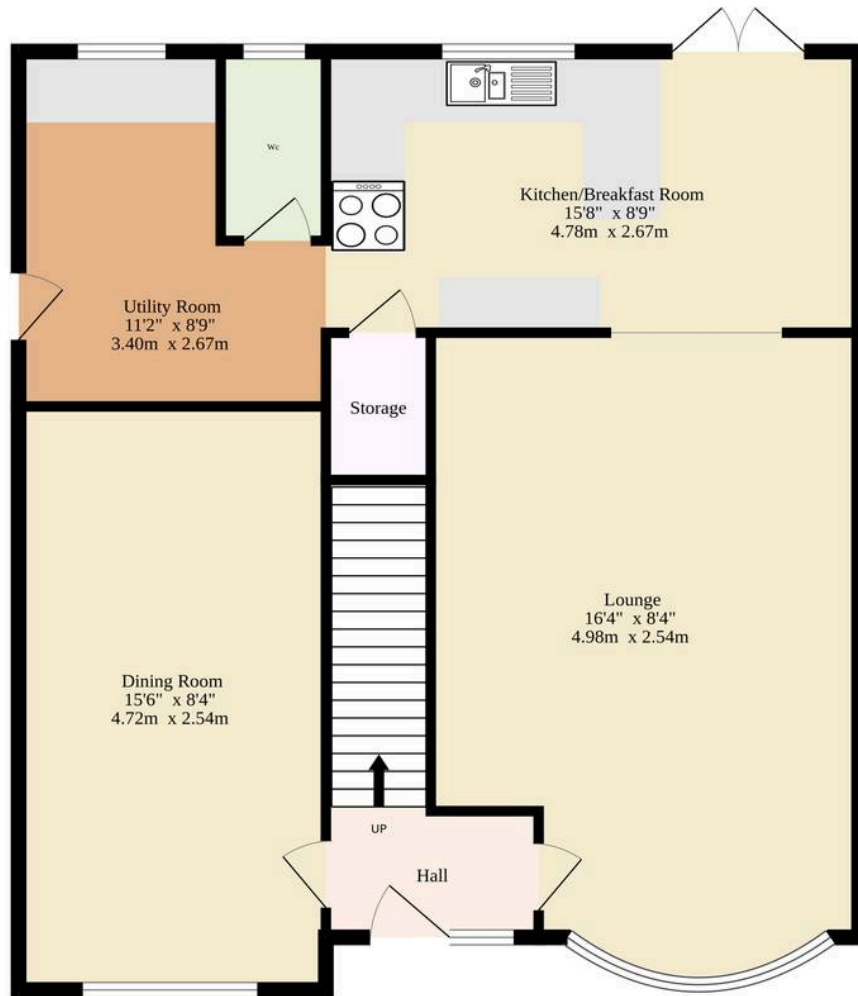 Wc
Kitchen/Breakfast Room
15'8" x 8'9"
4.78m x 2.67m
Utility Room
11'2" x 8'9"
3.40m x 2.67m
Storage
Lounge
16'4" x 8'4"
4.98m x 2.54m
Dining Room
15'6" x 8'4"
4.72m x 2.54m
UP
Hall